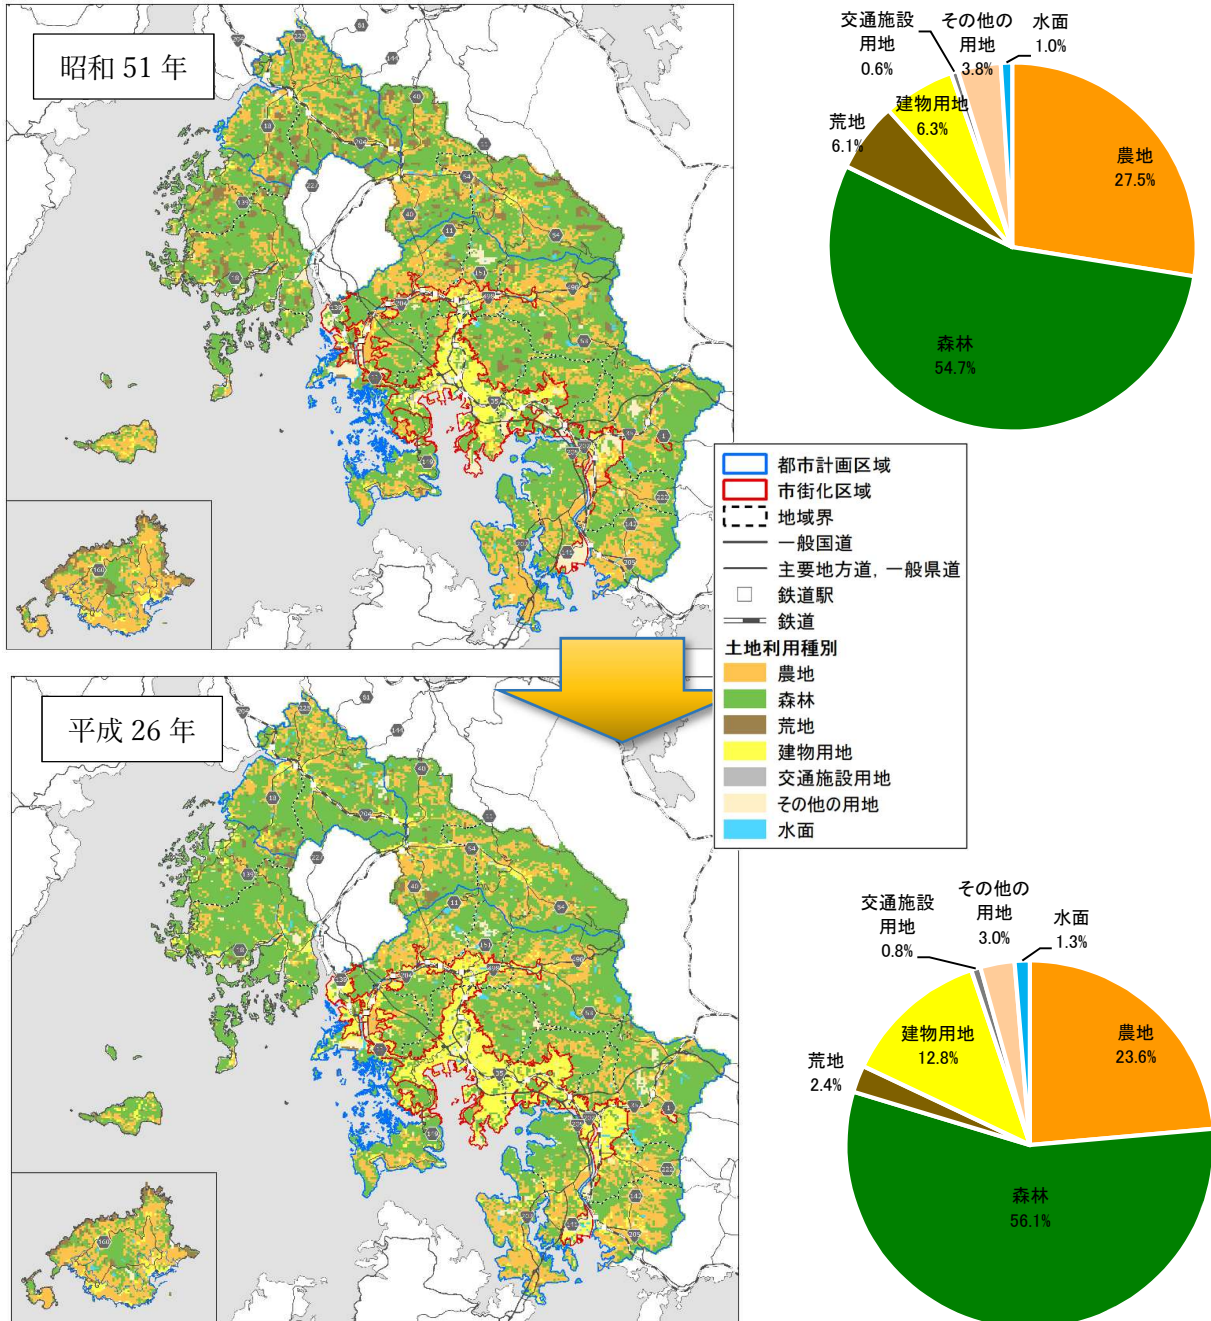 昭和 51 年
交通施設
用地
0.6%
その他の
用地
3.8%
水面
1.0%
建物用地
6.3%
荒地
6.1%
農地
27.5%
森林
54.7%
都市計画区域
市街化区域
地域界
一般国道
主要地方道，一般県道
鉄道駅
鉄道
土地利用種別
農地
森林
荒地
建物用地
交通施設用地
その他の用地
水面
平成 26 年
交通施設
用地
0.8%
その他の
用地
3.0%
水面
1.3%
建物用地
12.8%
荒地
2.4%
農地
23.6%
森林
56.1%